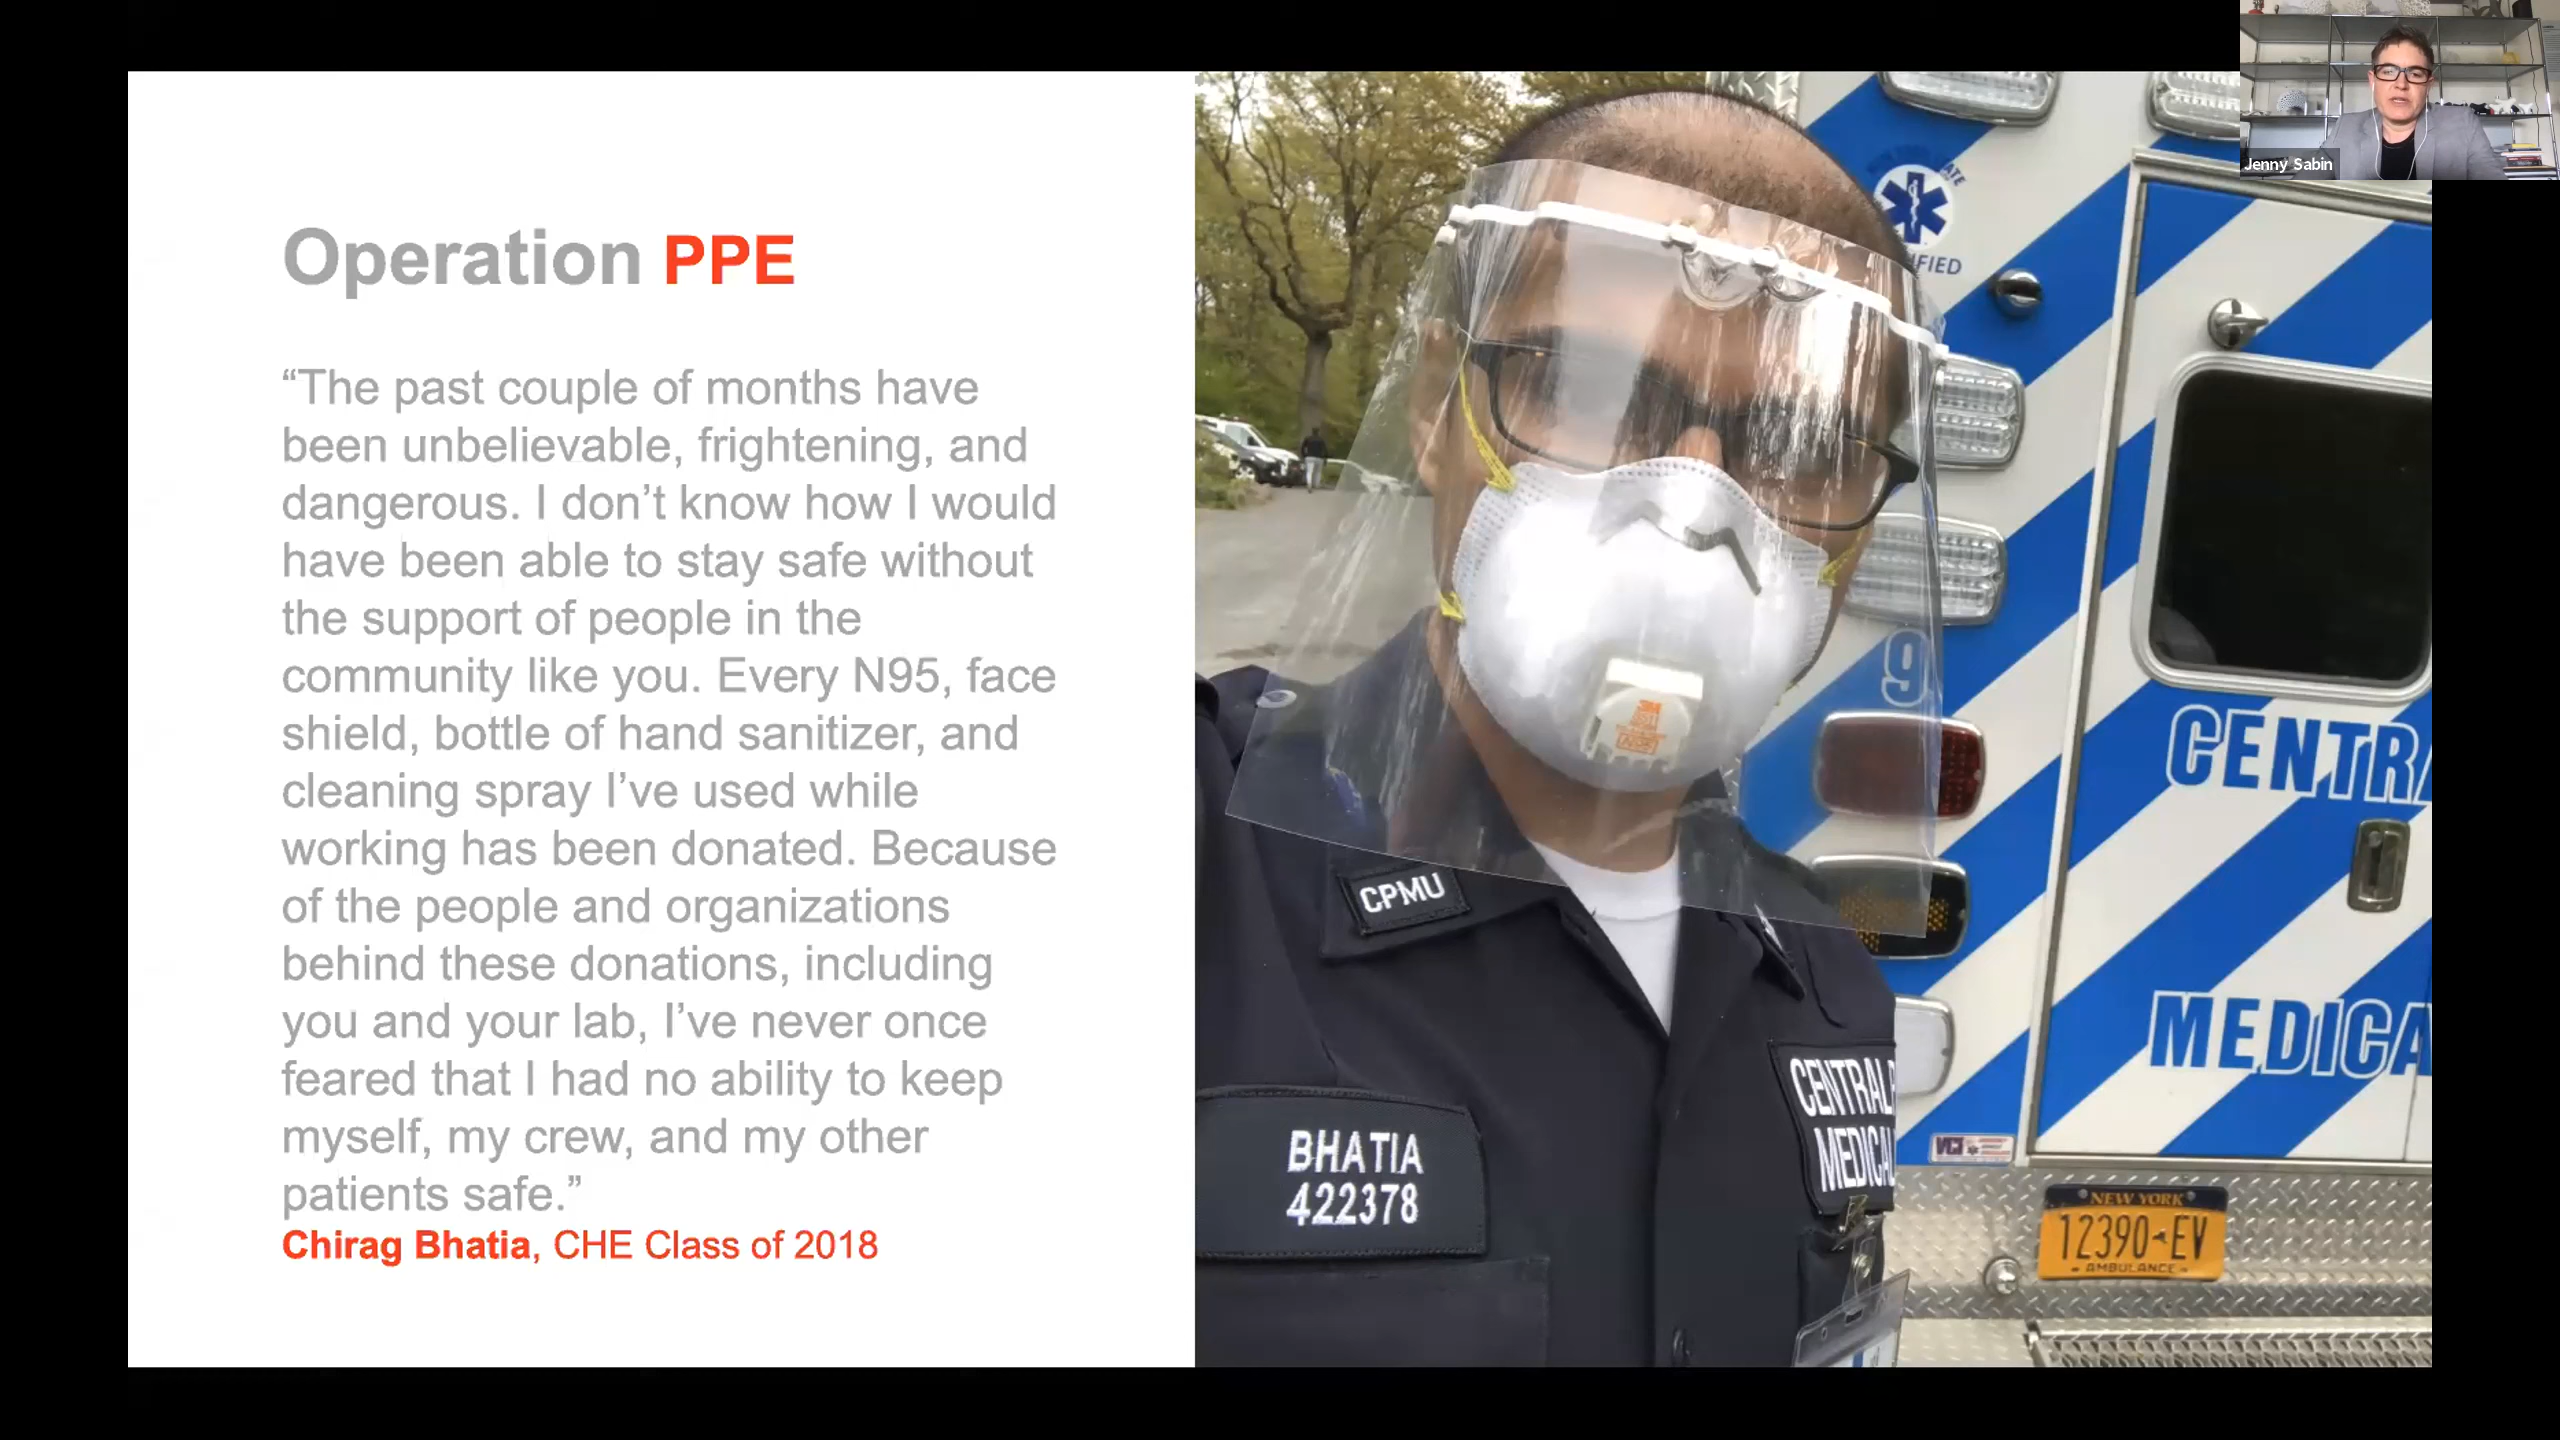 Operation PPE
“The past couple of months have
been unbelievable, frightening, and
dangerous. I don’t know how I would
have been able to stay safe without
the support of people in the
community like you. Every N95, face
shield, bottle of hand sanitizer, and
cleaning spray I’ve used while
working has been donated. Because
of the people and organizations
behind these donations, including
you and your lab, I’ve never once
feared that I had no ability to keep
myself, my crew, and my other
patients safe.”
Chirag Bhatia, CHE Class of 2018
Jenny Sabin
9
CENTRA
MEDICA
3M
N95
CPMU
BHATIA
422378
CENTRAL
MEDICAL
VCI
NEW YORK
12390 EV
AMBULANCE